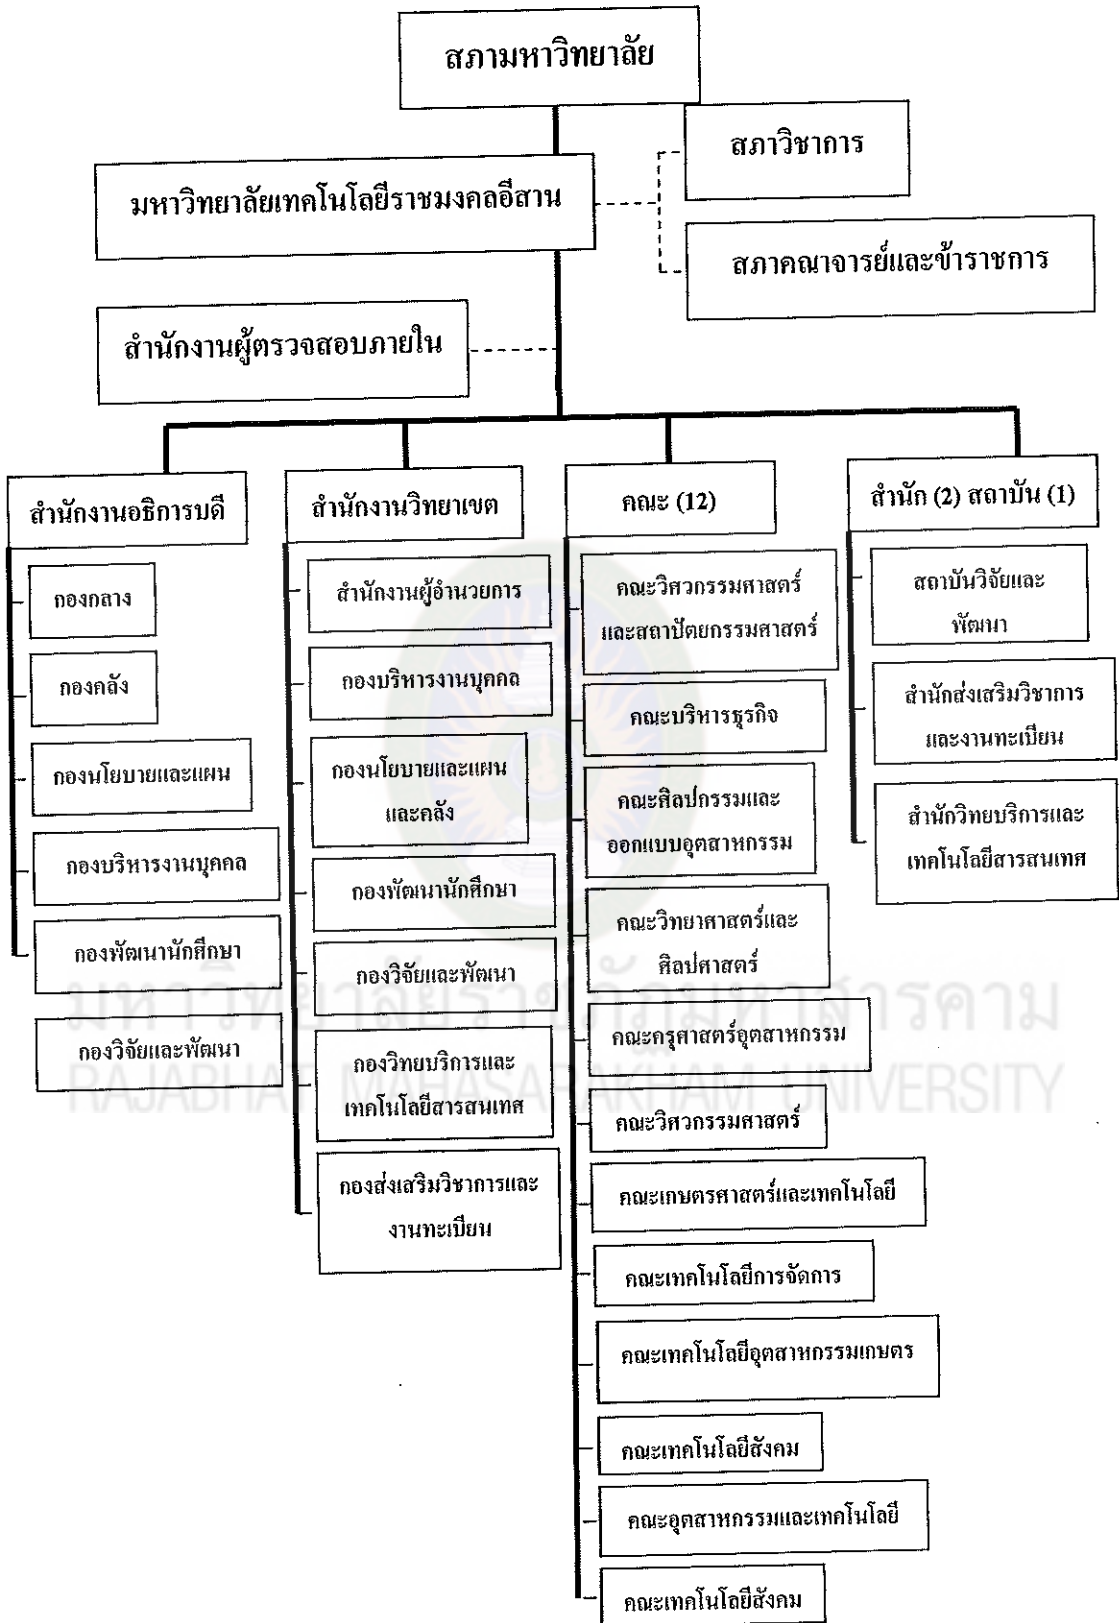 สภามหาวิทยาลัย
สภาวิชาการ
มหาวิทยาลัยเทคโนโลยีราชมงคลอีสาน
สภาคณาจารย์และข้าราชการ
สำนักงานผู้ตรวจสอบภายใน
สำนักงานอธิการบดี
กองกลาง
กองคลัง
กองนโยบายและแผน
กองบริหารงานบุคคล
กองพัฒนานักศึกษา
กองวิจัยและพัฒนา
สำนักงานวิทยาเขต
สำนักงานผู้อำนวยการ
กองบริหารงานบุคคล
กองนโยบายและแผน
และคลัง
กองพัฒนานักศึกษา
กองวิจัยและพัฒนา
กองวิทยบริการและ
เทคโนโลยีสารสนเทศ
กองส่งเสริมวิชาการและ
งานทะเบียน
คณะ (12)
คณะวิศวกรรมศาสตร์
และสถาปัตยกรรมศาสตร์
คณะบริหารธุรกิจ
คณะศิลปกรรมและ
ออกแบบอุตสาหกรรม
คณะวิทยาศาสตร์และ
ศิลปศาสตร์
คณะครุศาสตร์อุตสาหกรรม
คณะวิศวกรรมศาสตร์
คณะเกษตรศาสตร์และเทคโนโลยี
คณะเทคโนโลยีการจัดการ
คณะเทคโนโลยีอุตสาหกรรมเกษตร
คณะเทคโนโลยีสังคม
คณะอุตสาหกรรมและเทคโนโลยี
คณะเทคโนโลยีสังคม
สำนัก (2) สถาบัน (1)
สถาบันวิจัยและ
พัฒนา
สำนักส่งเสริมวิชาการ
และงานทะเบียน
สำนักวิทยบริการและ
เทคโนโลยีสารสนเทศ
มหาวิทยาลัยราชภัฏมหาสารคาม
RAJABHAT MAHASARAKHAM UNIVERSITY